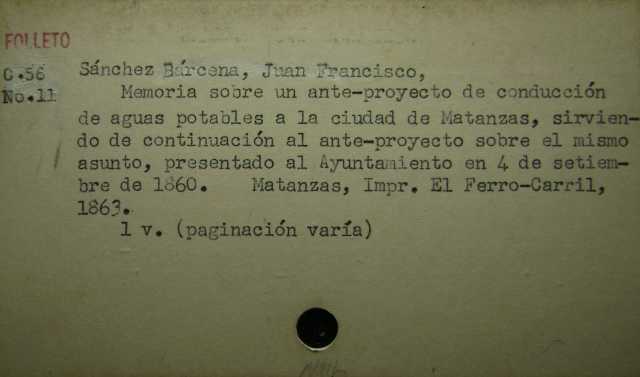 FOLLETO
C.56
No.11
Sánchez Bárcena, Juan Francisco,
Memoria sobre un ante-proyecto de conducción
de aguas potables a la ciudad de Matanzas, sirvien-
do de continuación al ante-proyecto sobre el mismo
asunto, presentado al Ayuntamiento en 4 de setiem-
bre de 1860. Matanzas, Impr. El Ferro-Carril,
1863.
1 v. (paginación varía)